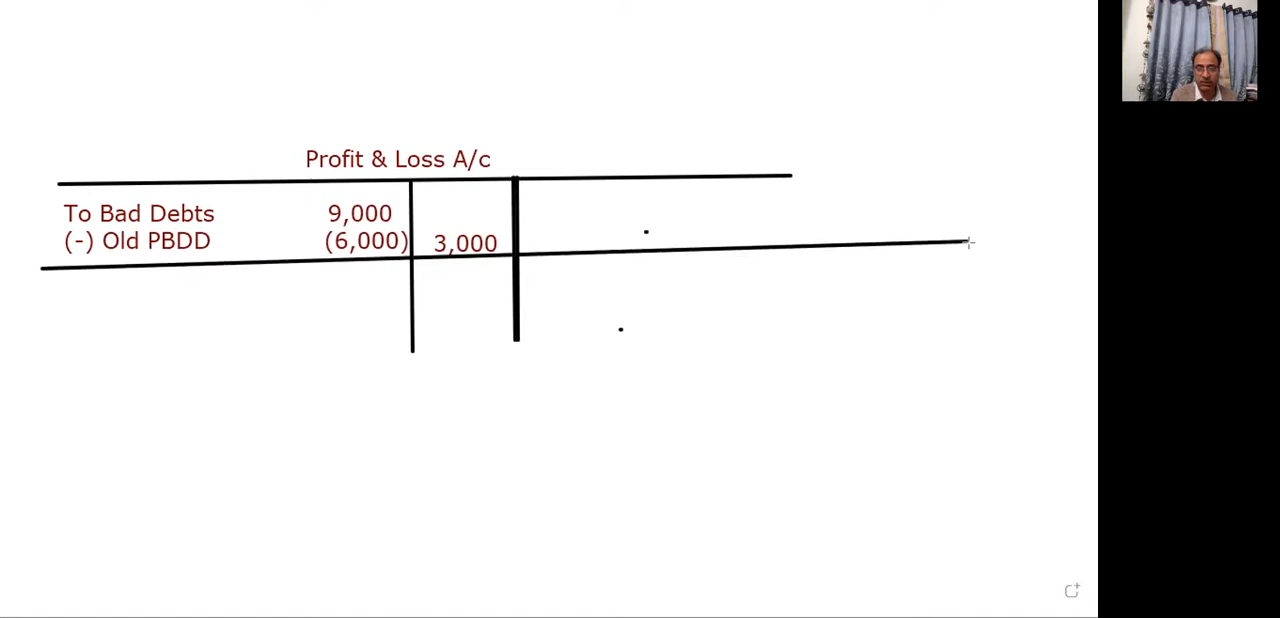 Profit & Loss A/c
To Bad Debts 9,000
(-) Old PBDD (6,000) 3,000